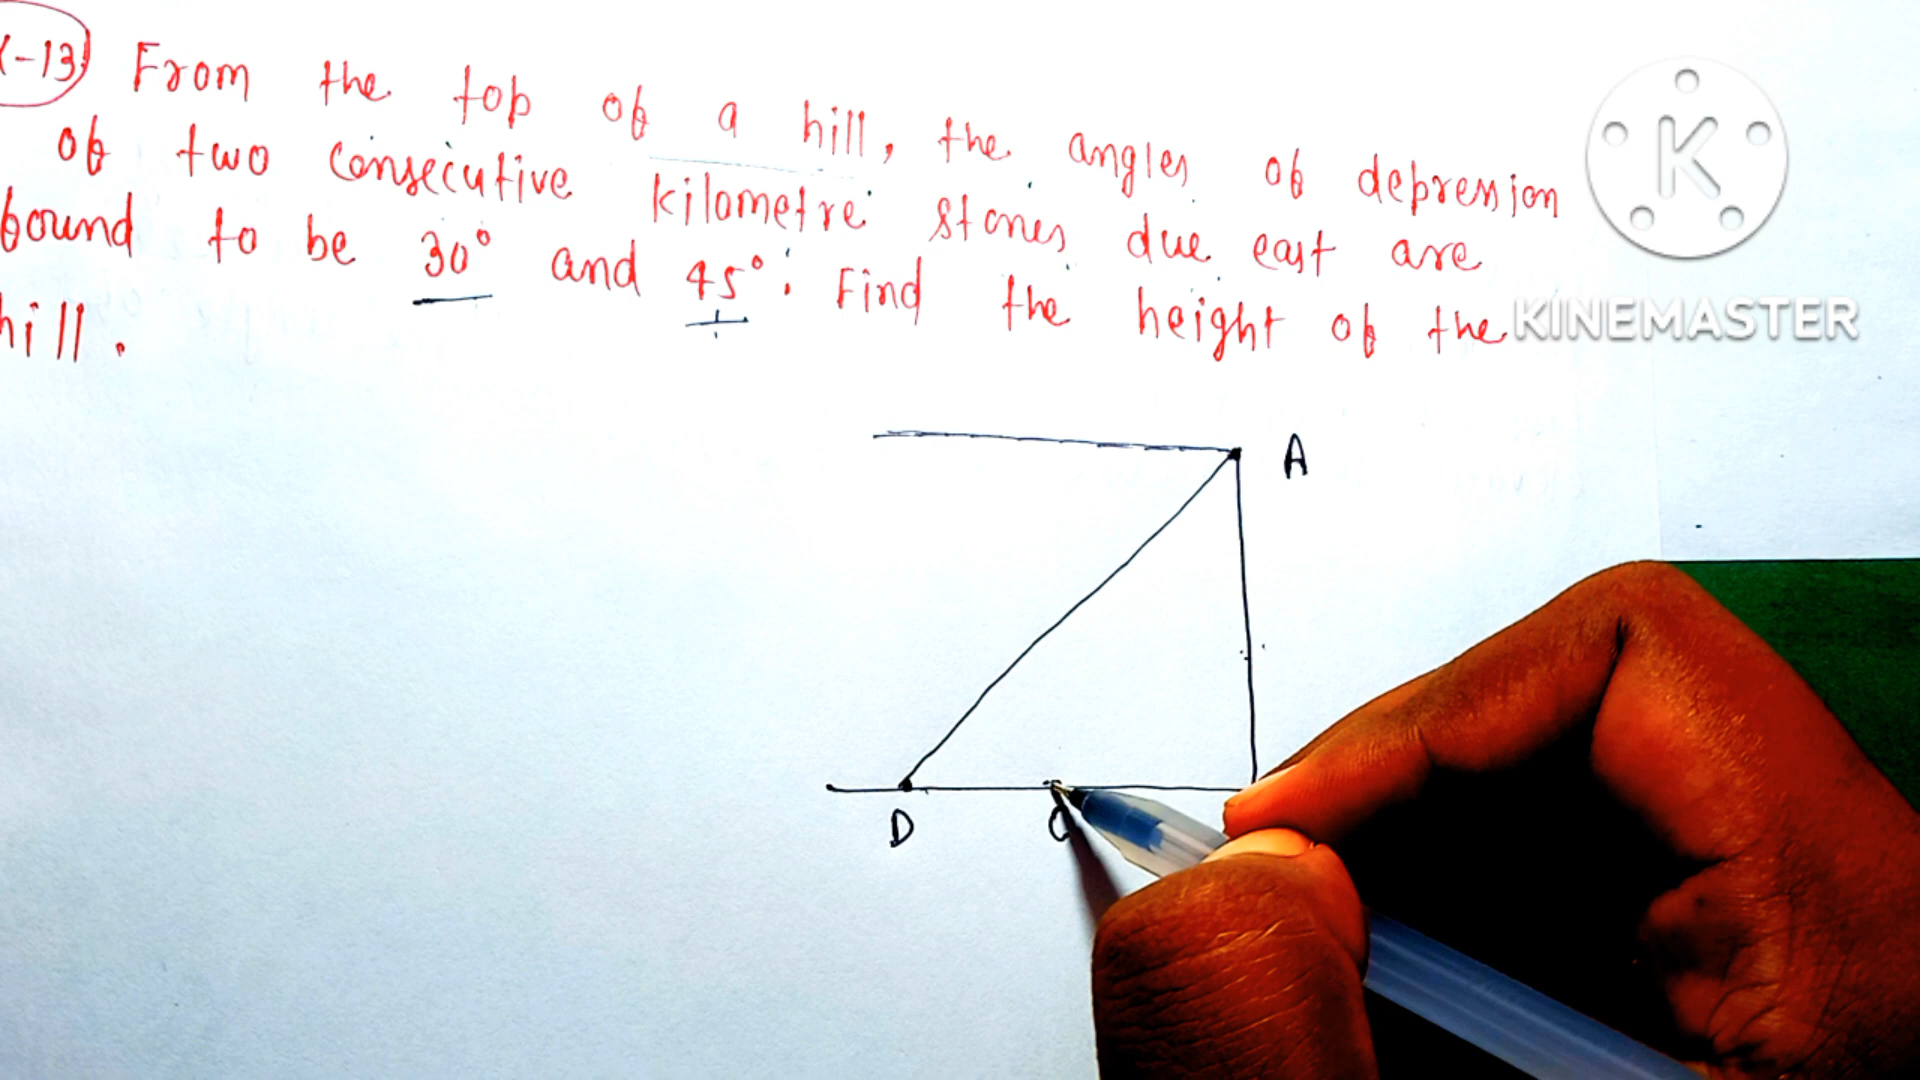 (-13) From the top of a hill, the angles of depression
of two consecutive kilometre stones due east are
found to be 30° and 45°. Find the height of the
hill.
K
KINEMASTER
A
D C